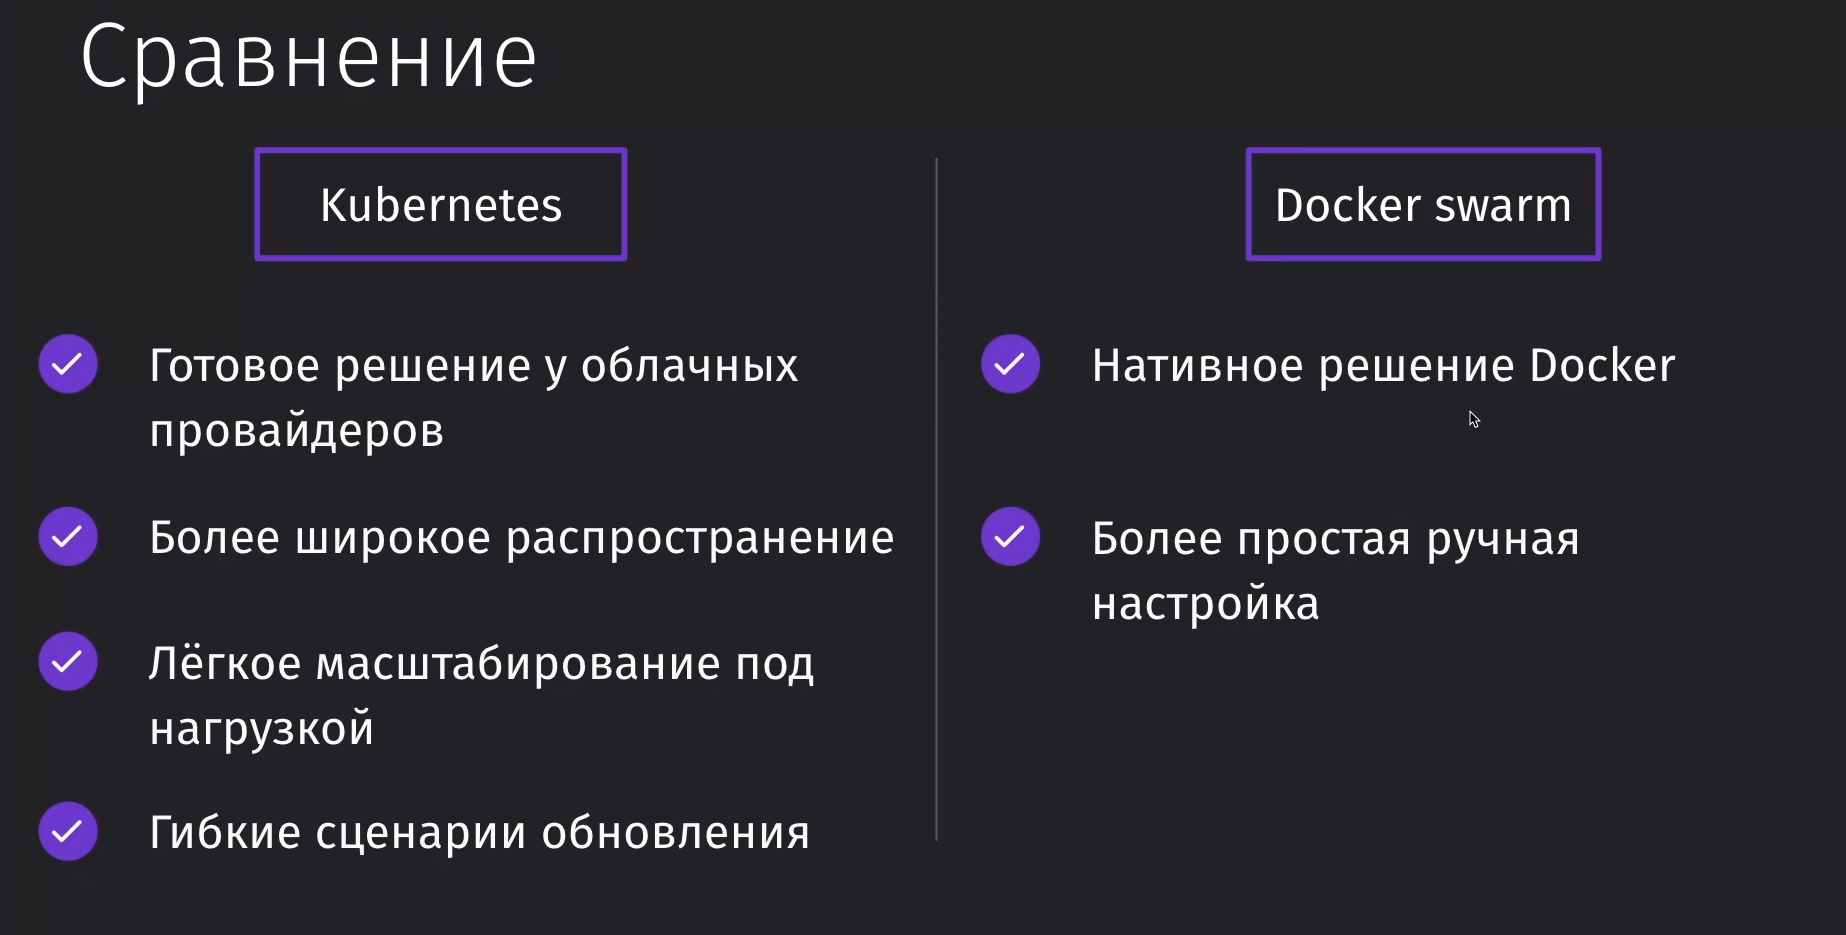 Сравнение
Kubernetes
Готовое решение у облачных
провайдеров
Более широкое распространение
Лёгкое масштабирование под
нагрузкой
Гибкие сценарии обновления
Docker swarm
Нативное решение Docker
Более простая ручная
настройка